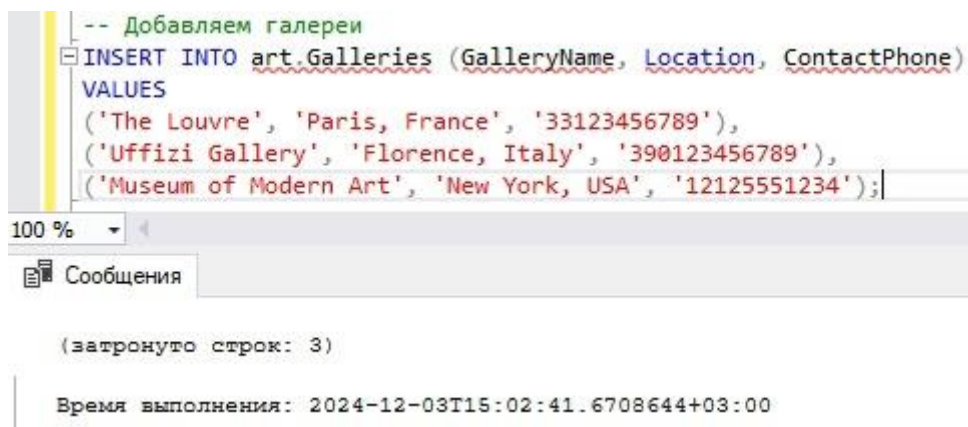 -- Добавляем галереи
INSERT INTO art.Galleries (GalleryName, Location, ContactPhone)
VALUES
('The Louvre', 'Paris, France', '33123456789'),
('Uffizi Gallery', 'Florence, Italy', '390123456789'),
('Museum of Modern Art', 'New York, USA', '12125551234');
100 %
Сообщения
(затронуто строк: 3)
Время выполнения: 2024-12-03T15:02:41.6708644+03:00